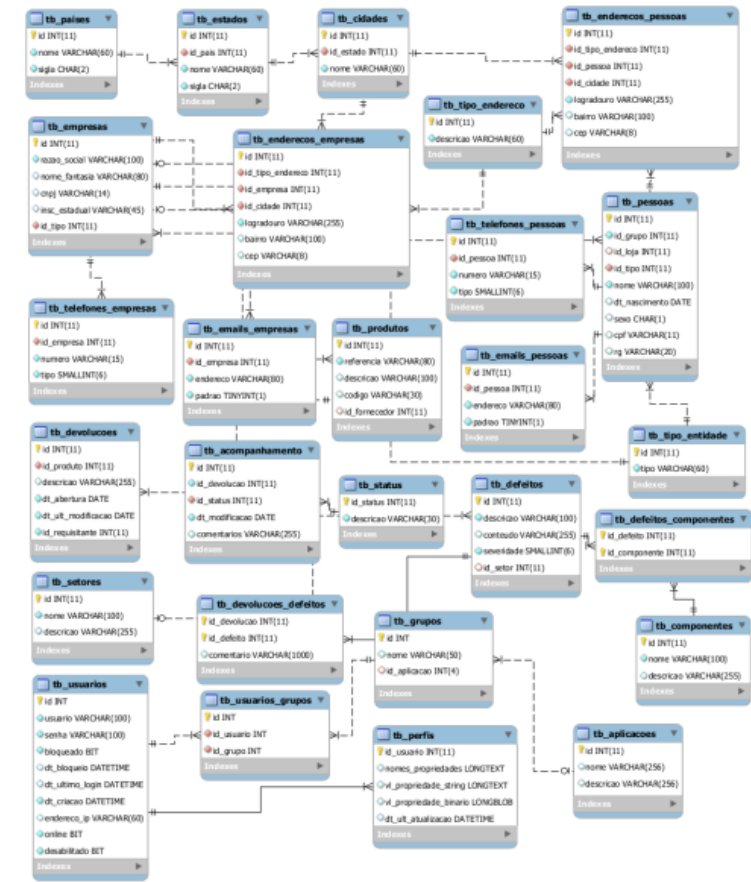 tb_paises
id INT(11)
nome VARCHAR(60)
sigla CHAR(2)
Indexes
tb_estados
id INT(11)
id_pais INT(11)
nome VARCHAR(60)
sigla CHAR(2)
Indexes
tb_cidades
id INT(11)
id_estado INT(11)
nome VARCHAR(60)
Indexes
tb_enderecos_pessoas
id INT(11)
id_tipo_endereco INT(11)
id_pessoa INT(11)
id_cidade INT(11)
logradouro VARCHAR(255)
bairro VARCHAR(100)
cep VARCHAR(8)
Indexes
tb_tipo_endereco
id INT(11)
descricao VARCHAR(60)
Indexes
tb_empresas
id INT(11)
razao_social VARCHAR(100)
nome_fantasia VARCHAR(80)
cnpj VARCHAR(14)
insc_estadual VARCHAR(45)
id_tipo INT(11)
Indexes
tb_enderecos_empresas
id INT(11)
id_tipo_endereco INT(11)
id_empresa INT(11)
id_cidade INT(11)
logradouro VARCHAR(255)
bairro VARCHAR(100)
cep VARCHAR(8)
Indexes
tb_telefones_pessoas
id INT(11)
id_pessoa INT(11)
numero VARCHAR(15)
tipo SMALLINT(6)
Indexes
tb_pessoas
id INT(11)
id_grupo INT(11)
id_loja INT(11)
id_tipo INT(11)
nome VARCHAR(100)
dt_nascimento DATE
sexo CHAR(1)
cpf VARCHAR(11)
rg VARCHAR(20)
Indexes
tb_telefones_empresas
id INT(11)
id_empresa INT(11)
numero VARCHAR(15)
tipo SMALLINT(6)
Indexes
tb_emails_empresas
id INT(11)
id_empresa INT(11)
endereco VARCHAR(80)
padrao TINYINT(1)
Indexes
tb_produtos
id INT(11)
referencia VARCHAR(80)
descricao VARCHAR(100)
codigo VARCHAR(30)
id_fornecedor INT(11)
Indexes
tb_emails_pessoas
id INT(11)
id_pessoa INT(11)
endereco VARCHAR(80)
padrao TINYINT(1)
Indexes
tb_tipo_entidade
id INT(11)
tipo VARCHAR(60)
Indexes
tb_devolucoes
id INT(11)
id_produto INT(11)
descricao VARCHAR(255)
dt_abertura DATE
dt_ult_modificacao DATE
id_requisitante INT(11)
Indexes
tb_acompanhamento
id INT(11)
id_devolucao INT(11)
id_status INT(11)
dt_modificacao DATE
comentarios VARCHAR(255)
Indexes
tb_status
id_status INT(11)
descricao VARCHAR(30)
Indexes
tb_defeitos
id INT(11)
descricao VARCHAR(100)
conteudo VARCHAR(255)
severidade SMALLINT(6)
id_setor INT(11)
Indexes
tb_defeitos_componentes
id_defeito INT(11)
id_componente INT(11)
Indexes
tb_setores
id INT(11)
nome VARCHAR(100)
descricao VARCHAR(255)
Indexes
tb_devolucoes_defeitos
id_devolucao INT(11)
id_defeito INT(11)
comentario VARCHAR(1000)
Indexes
tb_grupos
id INT
nome VARCHAR(50)
id_aplicacao INT(4)
Indexes
tb_componentes
id INT(11)
nome VARCHAR(100)
descricao VARCHAR(255)
Indexes
tb_usuarios
id INT
usuario VARCHAR(100)
senha VARCHAR(100)
bloqueado BIT
dt_bloqueio DATETIME
dt_ultimo_login DATETIME
dt_criacao DATETIME
endereco_ip VARCHAR(60)
online BIT
desabilitado BIT
Indexes
tb_usuarios_grupos
id INT
id_usuario INT
id_grupo INT
Indexes
tb_perfis
id_usuario INT(11)
nomes_propriedades LONGTEXT
vl_propriedade_string LONGTEXT
vl_propriedade_binario LONGBLOB
dt_ult_atualizacao DATETIME
Indexes
tb_aplicacoes
id INT(11)
nome VARCHAR(256)
descricao VARCHAR(256)
Indexes